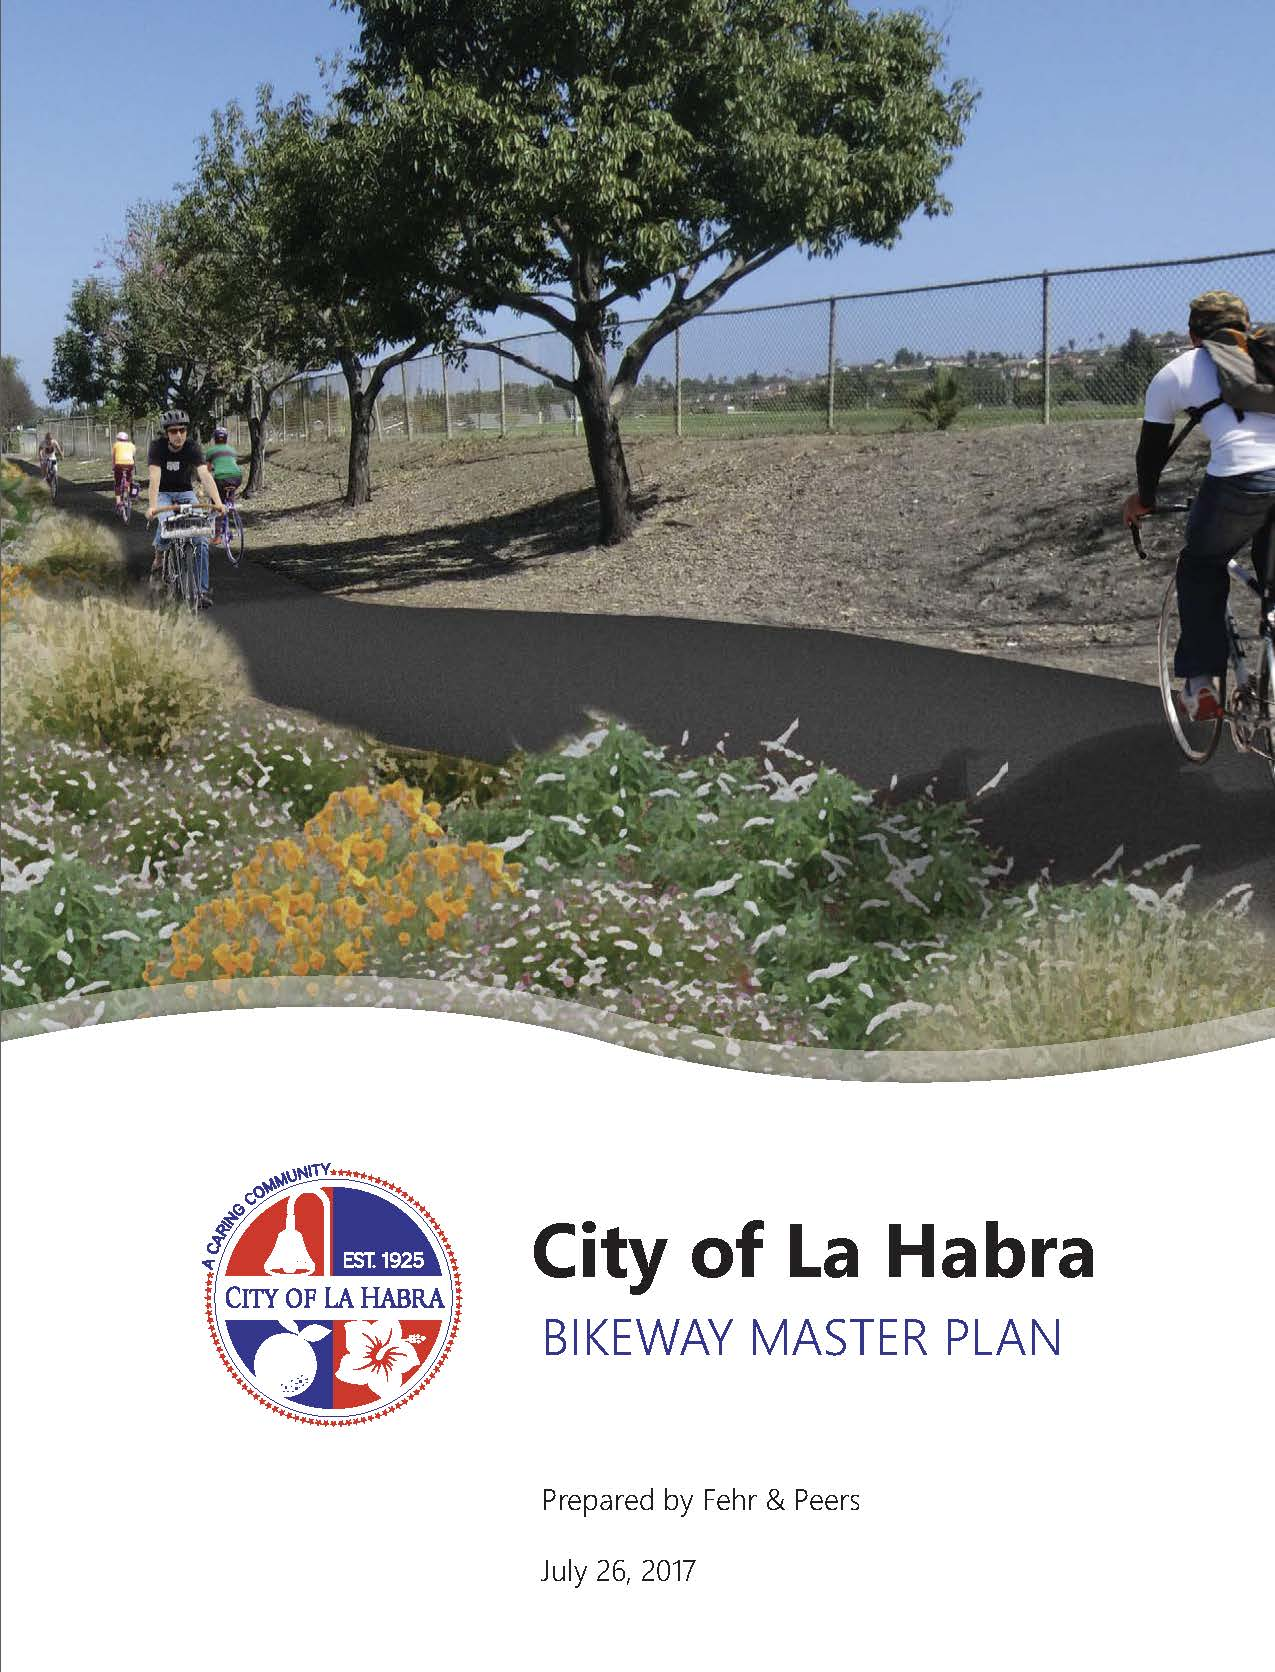 A CARING COMMUNITY
EST. 1925
CITY OF LA HABRA
City of La Habra
BIKEWAY MASTER PLAN
Prepared by Fehr & Peers
July 26, 2017